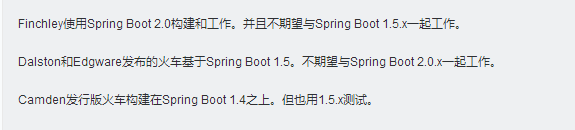 Finchley使用Spring Boot 2.0构建和工作。并且不期望与Spring Boot 1.5.x一起工作。
Dalston和Edgware发布的火车基于Spring Boot 1.5。不期望与Spring Boot 2.0.x一起工作。
Camden发行版火车构建在Spring Boot 1.4之上。但也用1.5.x测试。